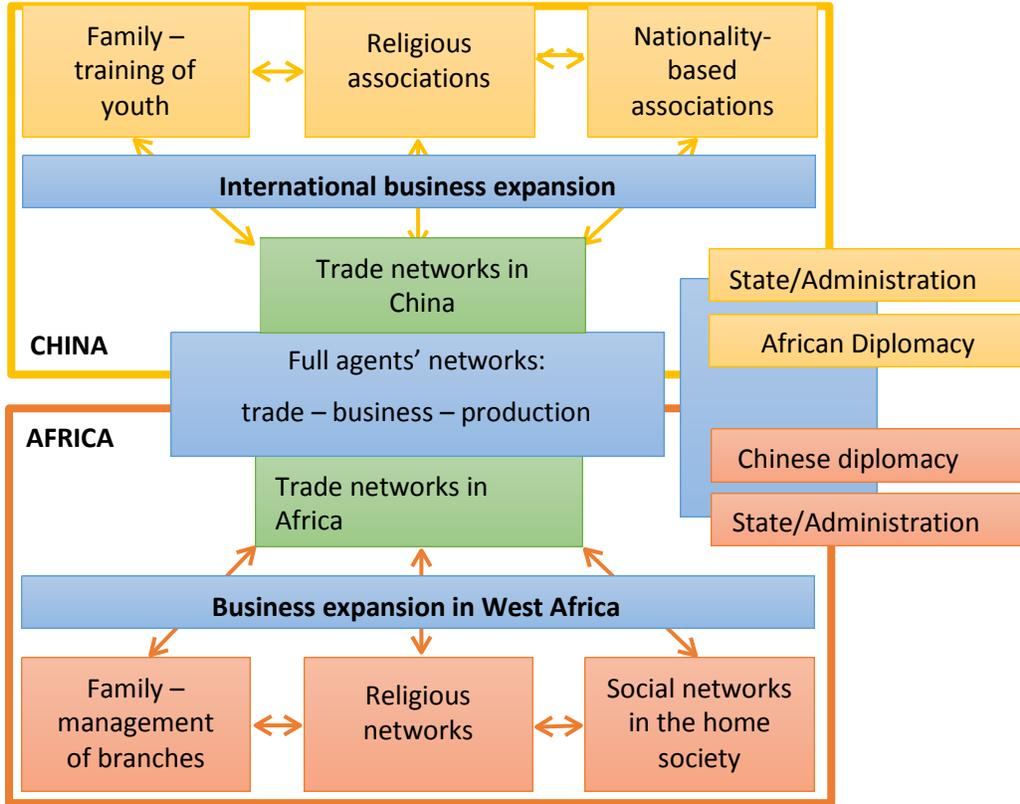 Family –
training of
youth
Religious
associations
Nationality-
based
associations
International business expansion
Trade networks in
China
State/Administration
CHINA
African Diplomacy
Full agents’ networks:
trade – business – production
AFRICA
Chinese diplomacy
Trade networks in
Africa
State/Administration
Business expansion in West Africa
Family –
management
of branches
Religious
networks
Social networks
in the home
society